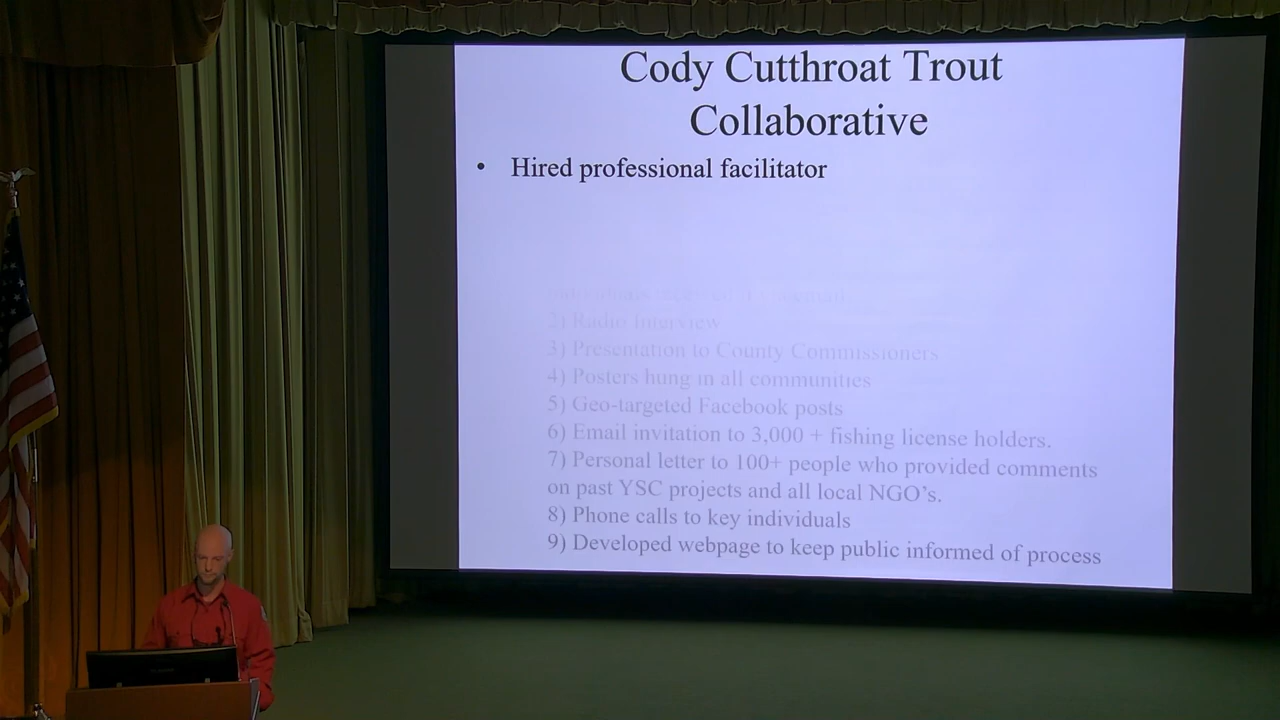 Cody Cutthroat Trout
Collaborative
• Hired professional facilitator
2) Radio Interview
3) Presentation to County Commissioners
4) Posters hung in all communities
5) Geo-targeted Facebook posts
6) Email invitation to 3,000 + fishing license holders.
7) Personal letter to 100+ people who provided comments
on past YSC projects and all local NGO's.
8) Phone calls to key individuals
9) Developed webpage to keep public informed of process